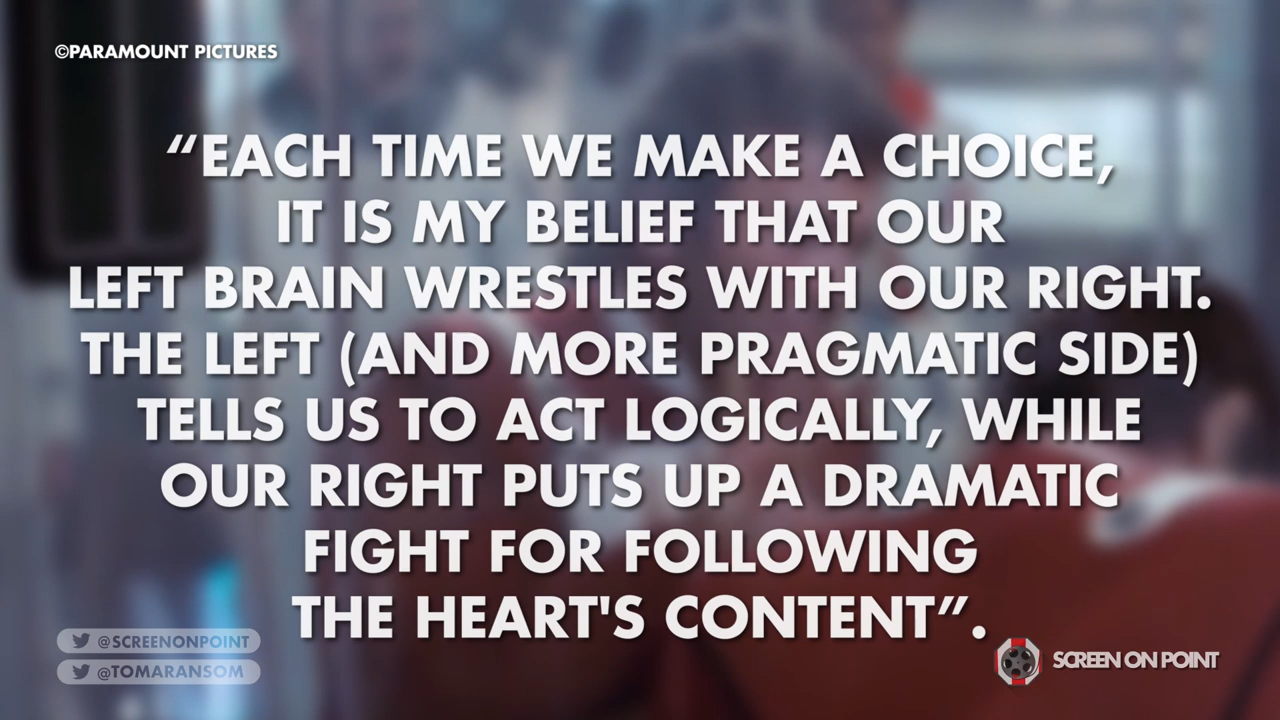 ©PARAMOUNT PICTURES
“EACH TIME WE MAKE A CHOICE,
IT IS MY BELIEF THAT OUR
LEFT BRAIN WRESTLES WITH OUR RIGHT.
THE LEFT (AND MORE PRAGMATIC SIDE)
TELLS US TO ACT LOGICALLY, WHILE
OUR RIGHT PUTS UP A DRAMATIC
FIGHT FOR FOLLOWING
THE HEART'S CONTENT”.
@SCREENONPOINT
@TOMARANSOM
SCREEN ON POINT